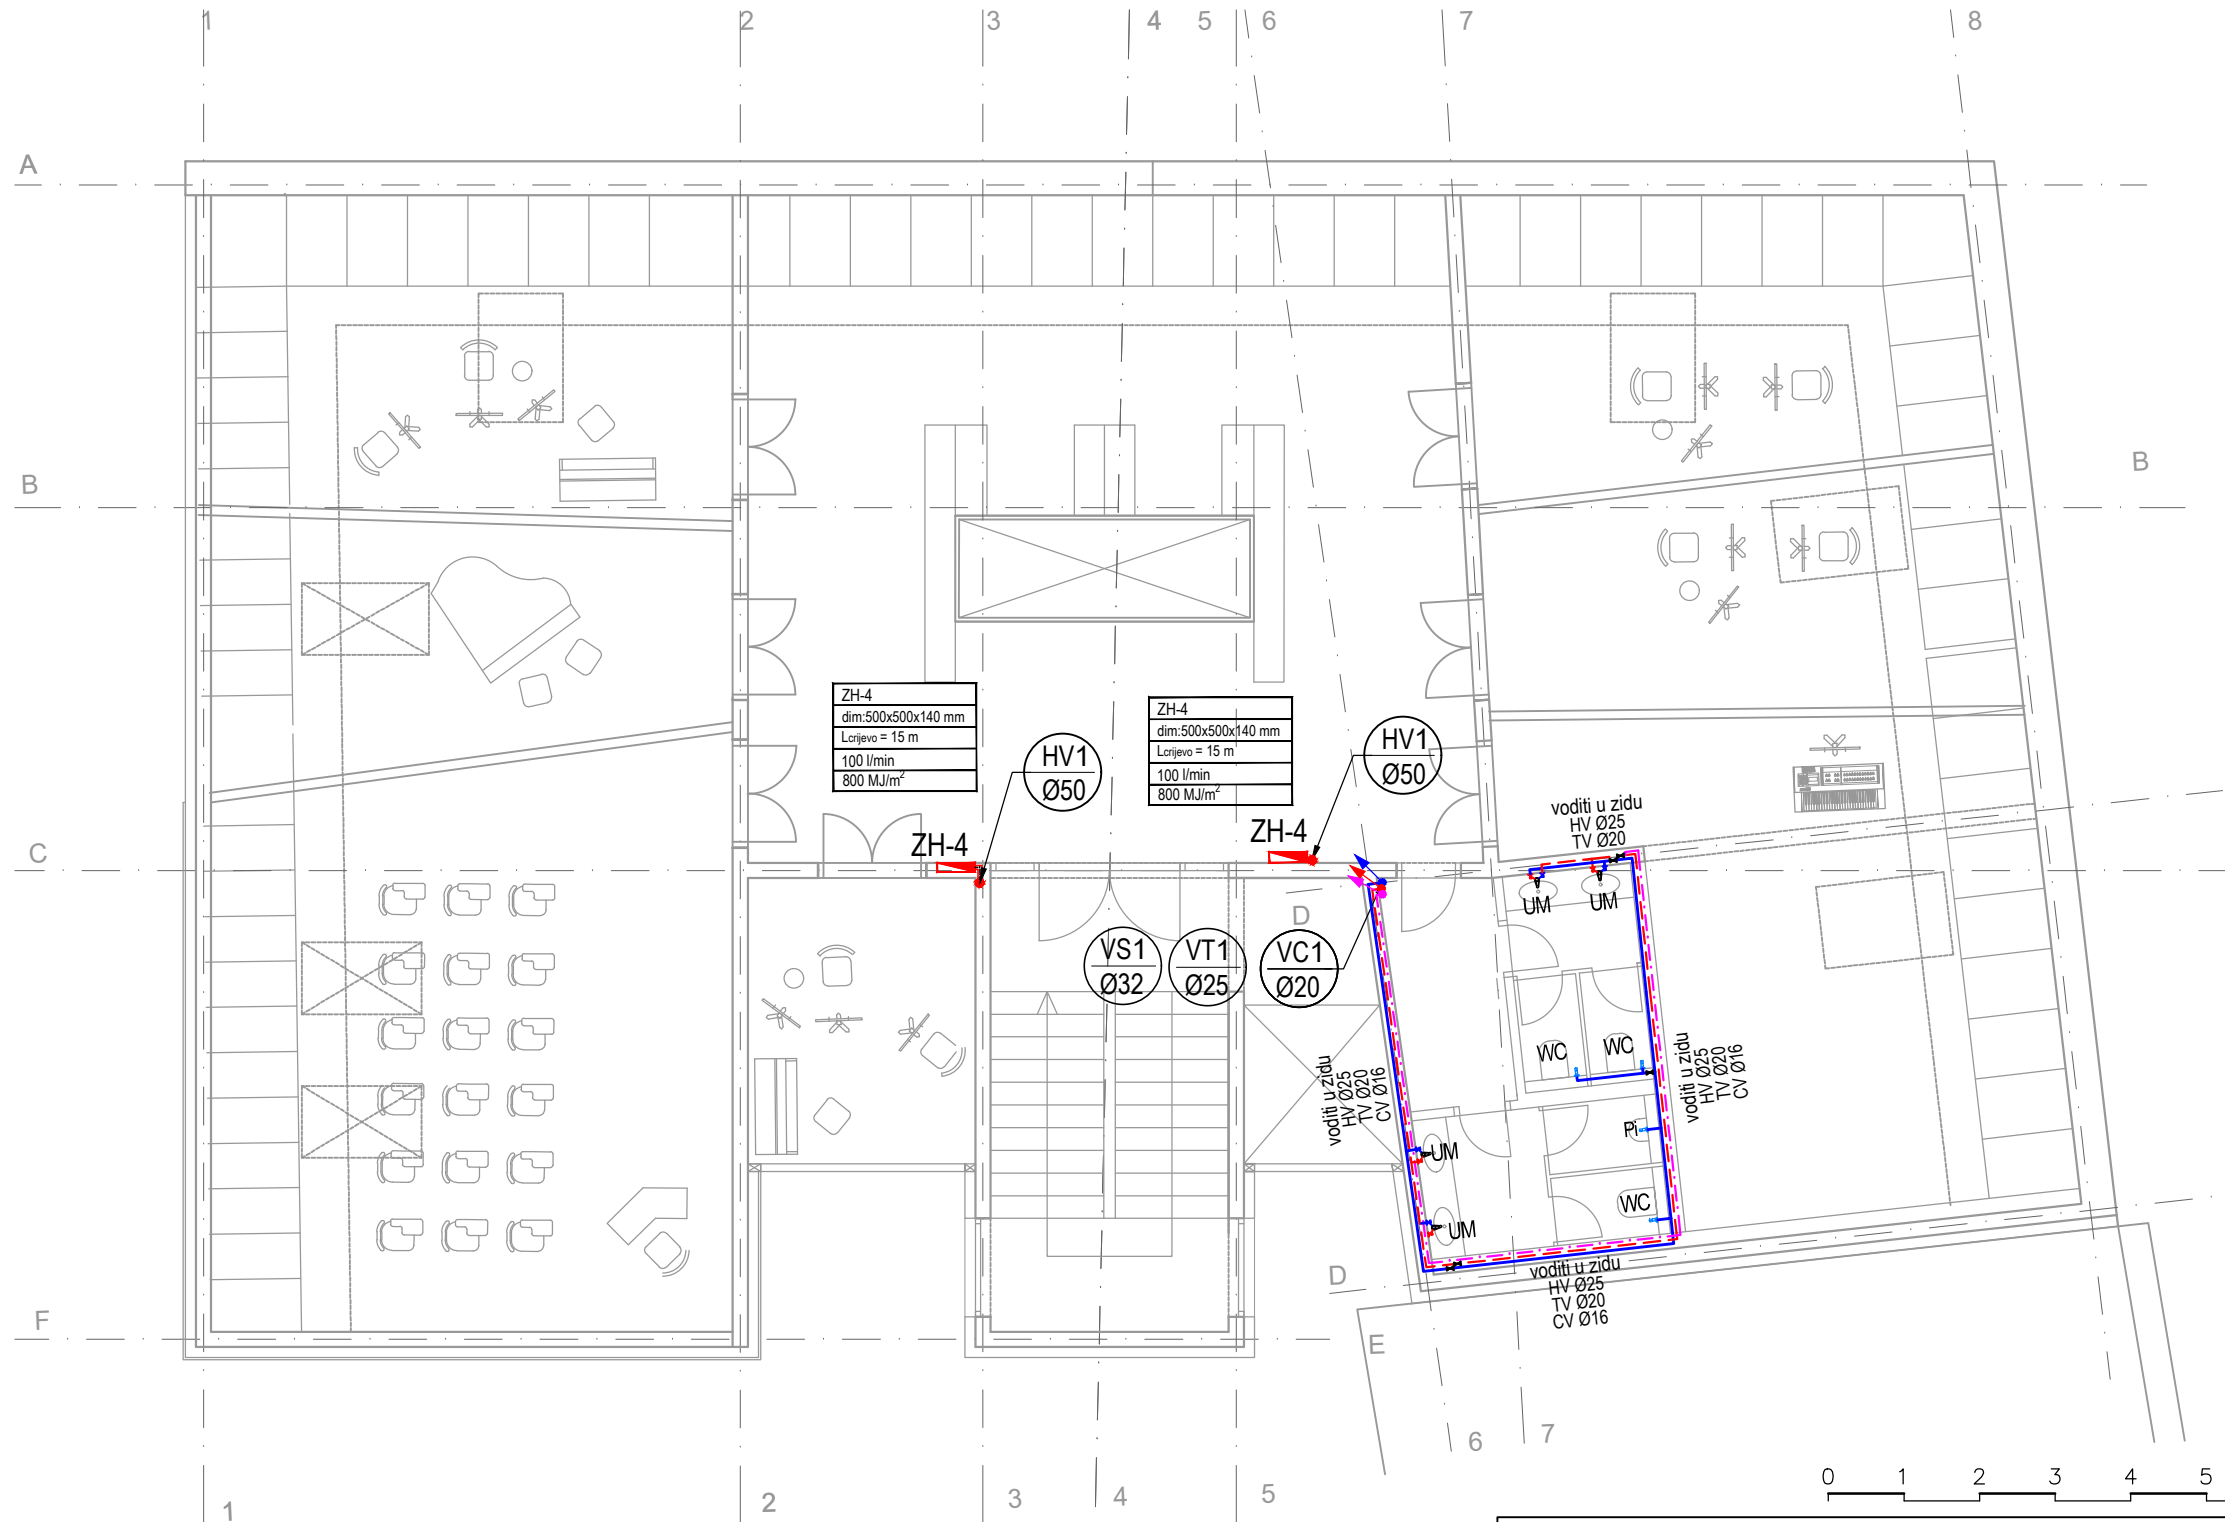 1
2
3
4
5
6
7
8
A
B
B
ZH-4
dim:500x500x140 mm
Lcrijevo = 15 m
100 l/min
800 MJ/m²
ZH-4
dim:500x500x140 mm
Lcrijevo = 15 m
100 l/min
800 MJ/m²
HV1
Ø50
HV1
Ø50
voditi u zidu
HV Ø25
TV Ø20
C
ZH-4
ZH-4
UM
UM
D
VS1
Ø32
VT1
Ø25
VC1
Ø20
WC
WC
voditi u zidu
HV Ø25
TV Ø20
CV Ø16
voditi u zidu
HV Ø25
TV Ø20
CV Ø16
Pi
UM
WC
UM
voditi u zidu
HV Ø25
TV Ø20
CV Ø16
D
F
E
6
7
0 1 2 3 4 5
1
2
3
4
5